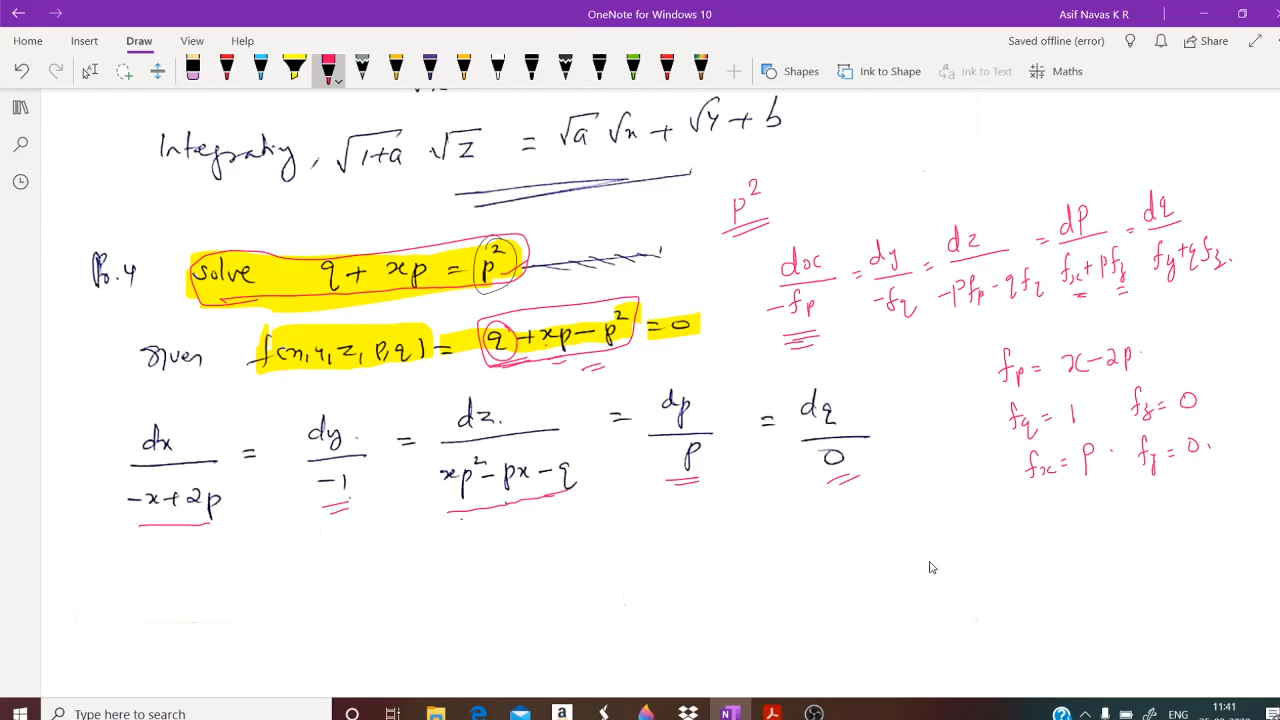 OneNote for Windows 10
Asif Navas K R
Home Insert Draw View Help
Saved offline (error) Share
Shapes Ink to Shape Ink to Text Maths
Integrating, √1+a √z = √a √x + √y + b
p²
Po.4 solve q + xp = p²
dx/-fp = dy/-fq = dz/-pfp - qfq = dp/fx + pfz = dq/fy + qfz.
given f(x, y, z, p, q) = q + xp - p² = 0
fp = x - 2p.
fq = 1 fz = 0
fx = p. fy = 0.
dx/-x + 2p = dy./-1 = dz./xp² - px - q = dp/p = dq/0
Type here to search
ENG 11:41